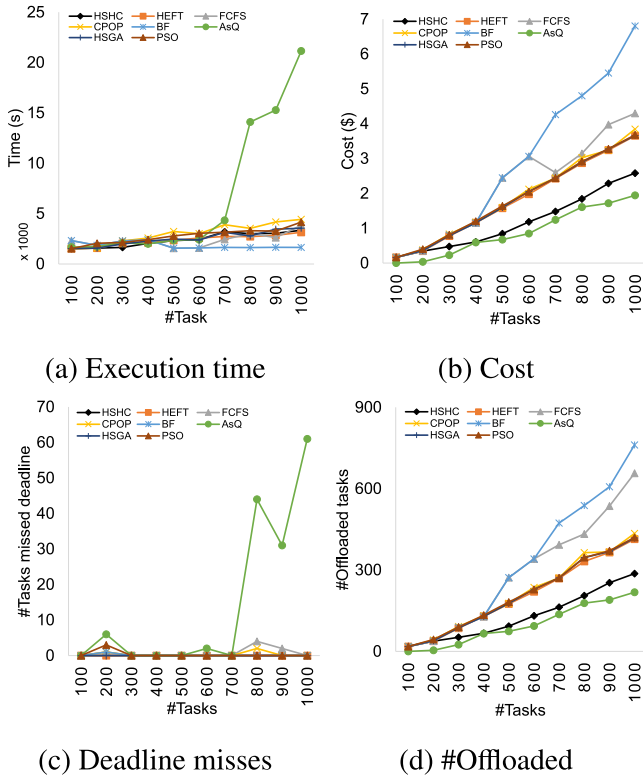 HSHC HEFT FCFS
CPOP BF AsQ
HSGA PSO
25
20
15
10
5
0
Time (s)
x 1000
100 200 300 400 500 600 700 800 900 1000
#Task
(a) Execution time
HSHC HEFT FCFS
CPOP BF AsQ
HSGA PSO
7
6
5
4
3
2
1
0
Cost ($)
100 200 300 400 500 600 700 800 900 1000
#Tasks
(b) Cost
HSHC HEFT FCFS
CPOP BF AsQ
HSGA PSO
70
60
50
40
30
20
10
0
#Tasks missed deadline
100 200 300 400 500 600 700 800 900 1000
#Tasks
(c) Deadline misses
HSHC HEFT FCFS
CPOP BF AsQ
HSGA PSO
900
600
300
0
#Offloaded tasks
100 200 300 400 500 600 700 800 900 1000
#Tasks
(d) #Offloaded